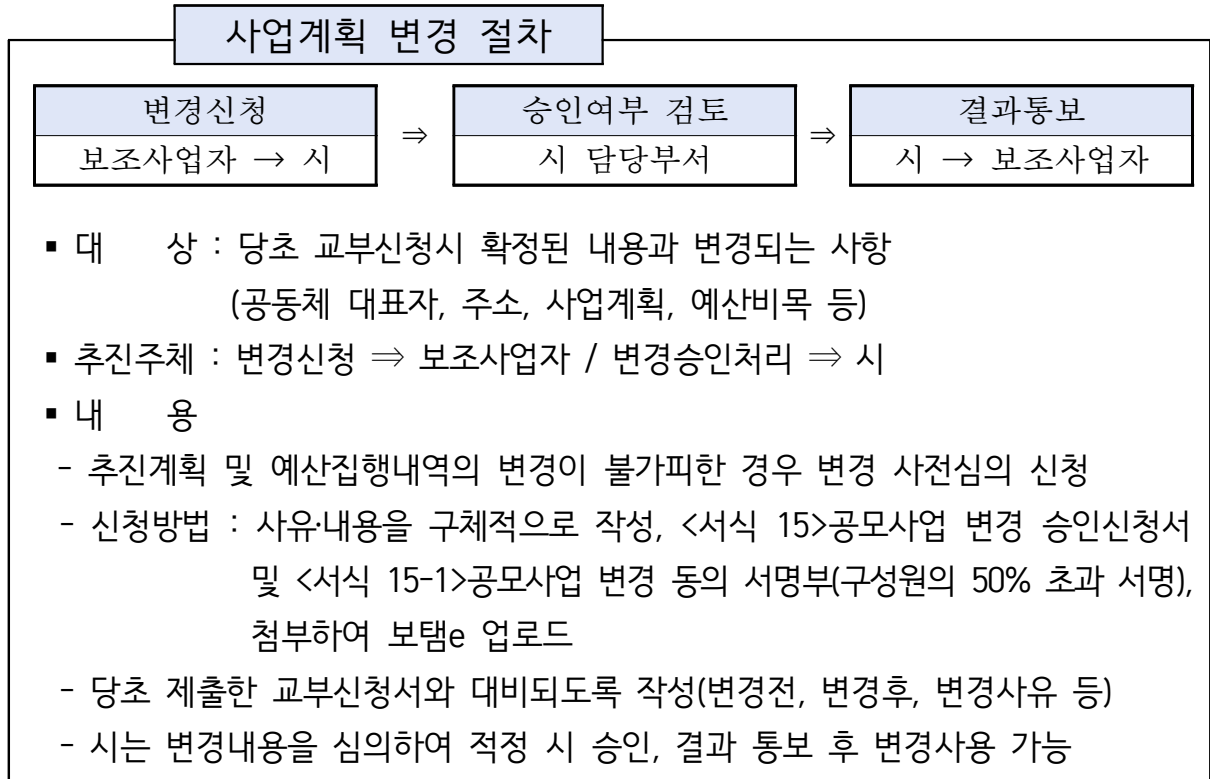 사업계획 변경 절차
변경신청 ⇒ 승인여부 검토 ⇒ 결과통보
보조사업자 → 시 시 담당부서 시 → 보조사업자
▪ 대 상 : 당초 교부신청시 확정된 내용과 변경되는 사항
(공동체 대표자, 주소, 사업계획, 예산비목 등)
▪ 추진주체 : 변경신청 ⇒ 보조사업자 / 변경승인처리 ⇒ 시
▪ 내 용
- 추진계획 및 예산집행내역의 변경이 불가피한 경우 변경 사전심의 신청
- 신청방법 : 사유·내용을 구체적으로 작성, <서식 15>공모사업 변경 승인신청서
및 <서식 15-1>공모사업 변경 동의 서명부(구성원의 50% 초과 서명),
첨부하여 보탬e 업로드
- 당초 제출한 교부신청서와 대비되도록 작성(변경전, 변경후, 변경사유 등)
- 시는 변경내용을 심의하여 적정 시 승인, 결과 통보 후 변경사용 가능